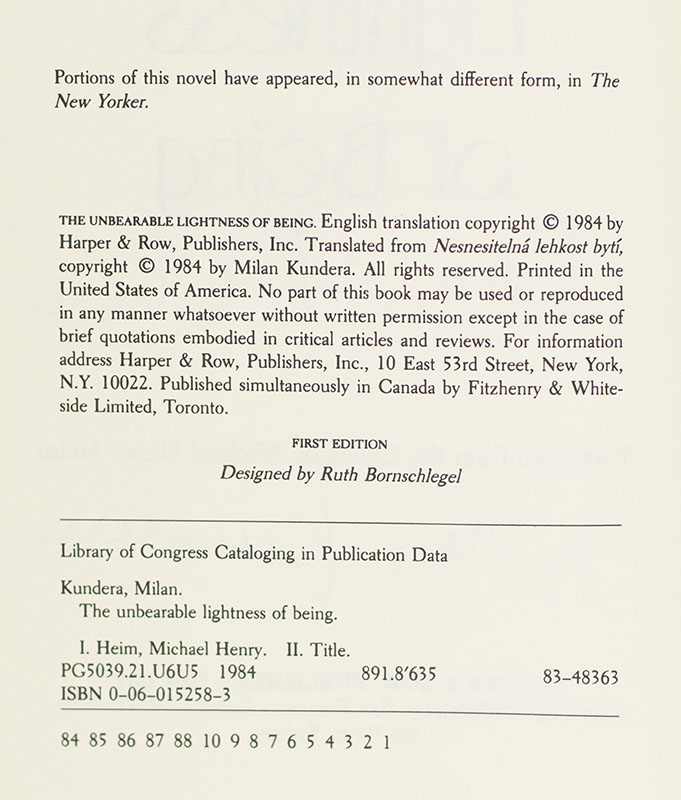 Portions of this novel have appeared, in somewhat different form, in The
New Yorker.
THE UNBEARABLE LIGHTNESS OF BEING. English translation copyright © 1984 by
Harper & Row, Publishers, Inc. Translated from Nesnesitelná lehkost bytí,
copyright © 1984 by Milan Kundera. All rights reserved. Printed in the
United States of America. No part of this book may be used or reproduced
in any manner whatsoever without written permission except in the case of
brief quotations embodied in critical articles and reviews. For information
address Harper & Row, Publishers, Inc., 10 East 53rd Street, New York,
N.Y. 10022. Published simultaneously in Canada by Fitzhenry & White-
side Limited, Toronto.
FIRST EDITION
Designed by Ruth Bornschlegel
Library of Congress Cataloging in Publication Data
Kundera, Milan.
The unbearable lightness of being.
I. Heim, Michael Henry. II. Title.
PG5039.21.U6U5 1984 891.8'635 83–48363
ISBN 0–06–015258–3
84 85 86 87 88 10 9 8 7 6 5 4 3 2 1